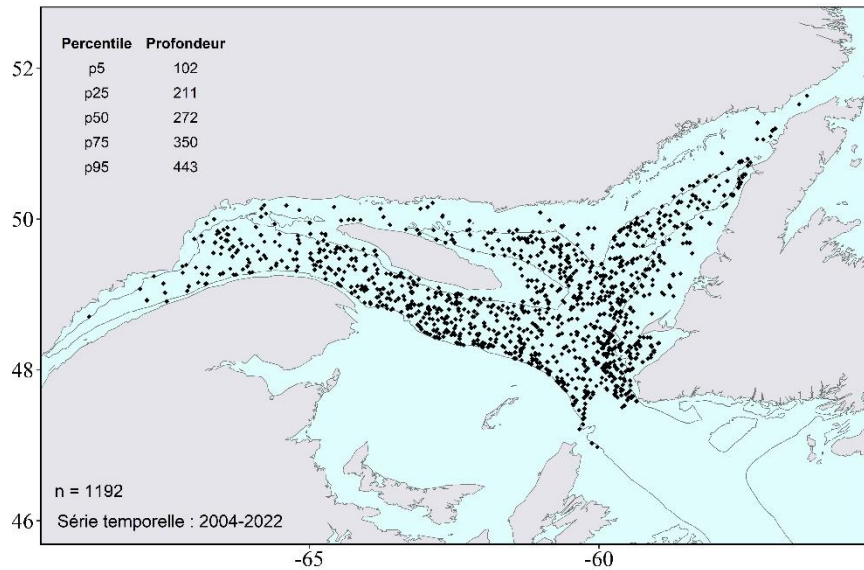 Percentile Profondeur
p5 102
p25 211
p50 272
p75 350
p95 443
52
50
48
46
n = 1192
Série temporelle : 2004-2022
-65 -60